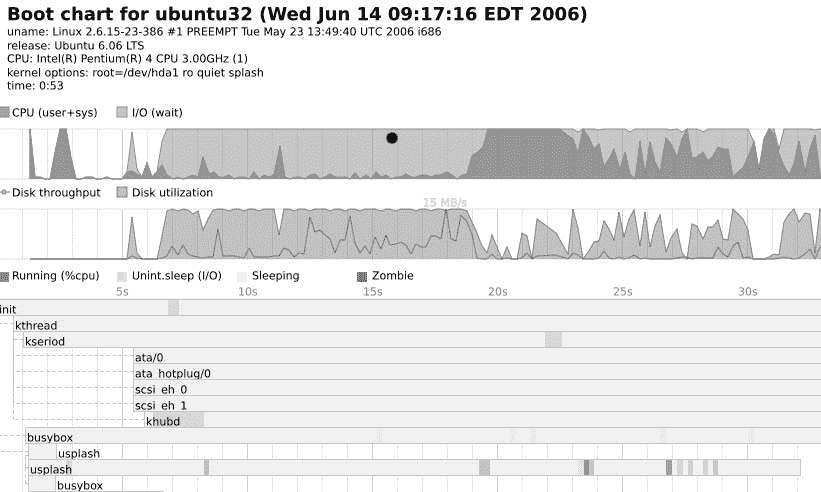 Boot chart for ubuntu32 (Wed Jun 14 09:17:16 EDT 2006)
uname: Linux 2.6.15-23-386 #1 PREEMPT Tue May 23 13:49:40 UTC 2006 i686
release: Ubuntu 6.06 LTS
CPU: Intel(R) Pentium(R) 4 CPU 3.00GHz (1)
kernel options: root=/dev/hda1 ro quiet splash
time: 0:53
CPU (user+sys) I/O (wait)
Disk throughput Disk utilization
15 MB/s
Running (%cpu) Unint.sleep (I/O) Sleeping Zombie
5s 10s 15s 20s 25s 30s
init
kthread
kseriod
ata/0
ata_hotplug/0
scsi_eh_0
scsi_eh_1
khubd
busybox
usplash
usplash
busybox